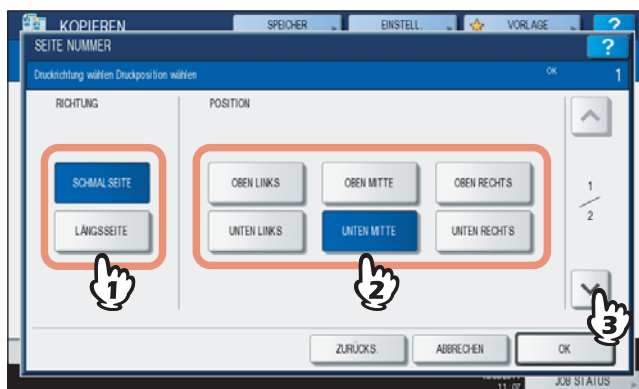 KOPIEREN SPEICHER EINSTELL. VORLAGE ?
SEITE NUMMER ?
Druckrichtung wählen Druckposition wählen OK 1
RICHTUNG POSITION
SCHMALSEITE OBEN LINKS OBEN MITTE OBEN RECHTS 1
LÄNGSSEITE UNTEN LINKS UNTEN MITTE UNTEN RECHTS 2
1 2 3
ZURÜCKS. ABBRECHEN OK
JOB STATUS